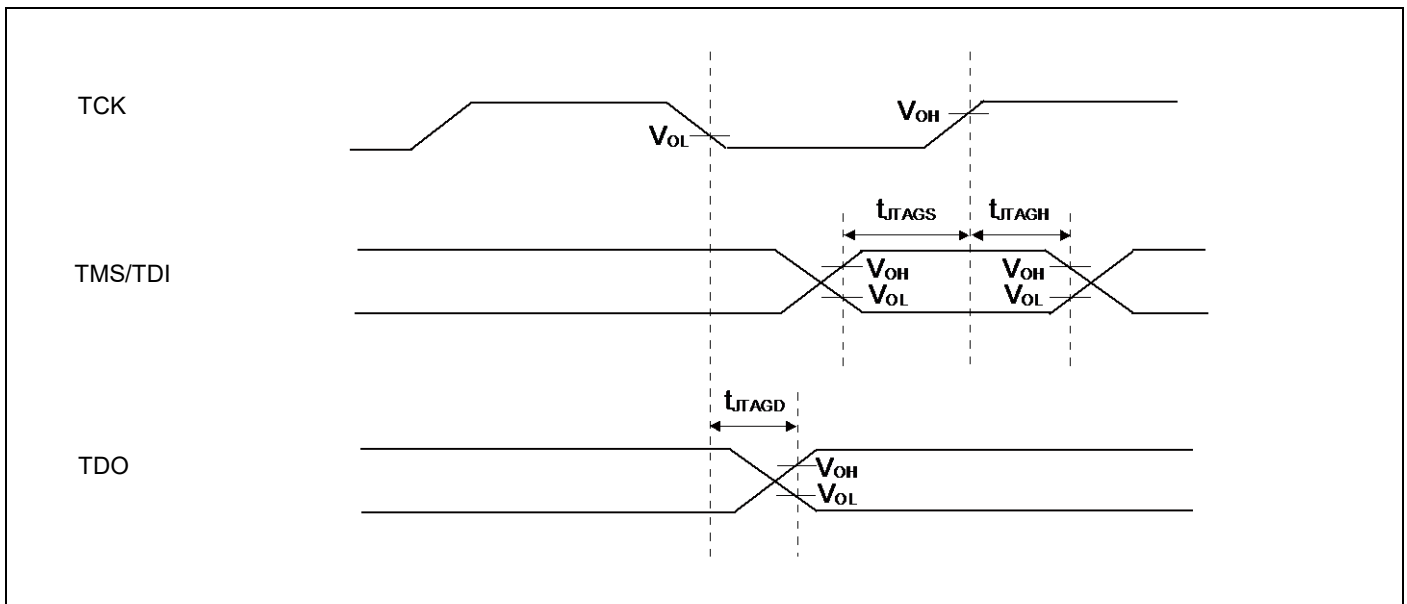 TCK
VOL
VOH
tJTAGS tJTAGH
TMS/TDI
VOH VOH
VOL VOL
tJTAGD
TDO
VOH
VOL